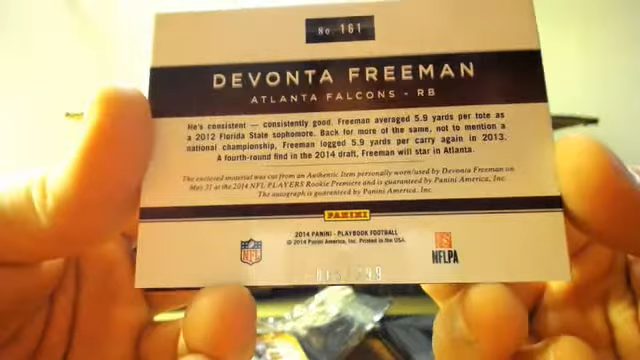 No. 161
DEVONTA FREEMAN
ATLANTA FALCONS - RB
He's consistent — consistently good. Freeman averaged 5.9 yards per tote as
a 2012 Florida State sophomore. Back for more of the same, not to mention a
national championship, Freeman logged 5.9 yards per carry again in 2013.
A fourth-round find in the 2014 draft, Freeman will star in Atlanta.
The enclosed material was cut from an Authentic Item personally worn/used by Devonta Freeman on
May 31 at the 2014 NFL PLAYERS Rookie Premiere and is guaranteed by Panini America, Inc.
The autograph is guaranteed by Panini America, Inc.
PANINI
2014 PANINI - PLAYBOOK FOOTBALL
© 2014 Panini America, Inc. Printed in the USA.
NFL
NFLPA